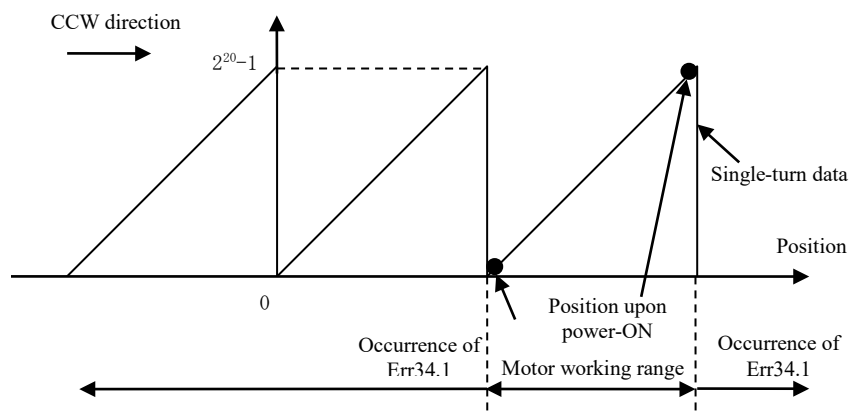 CCW direction
2²⁰−1
Single-turn data
Position
0
Position upon
power-ON
Occurrence of
Err34.1
Motor working range
Occurrence of
Err34.1